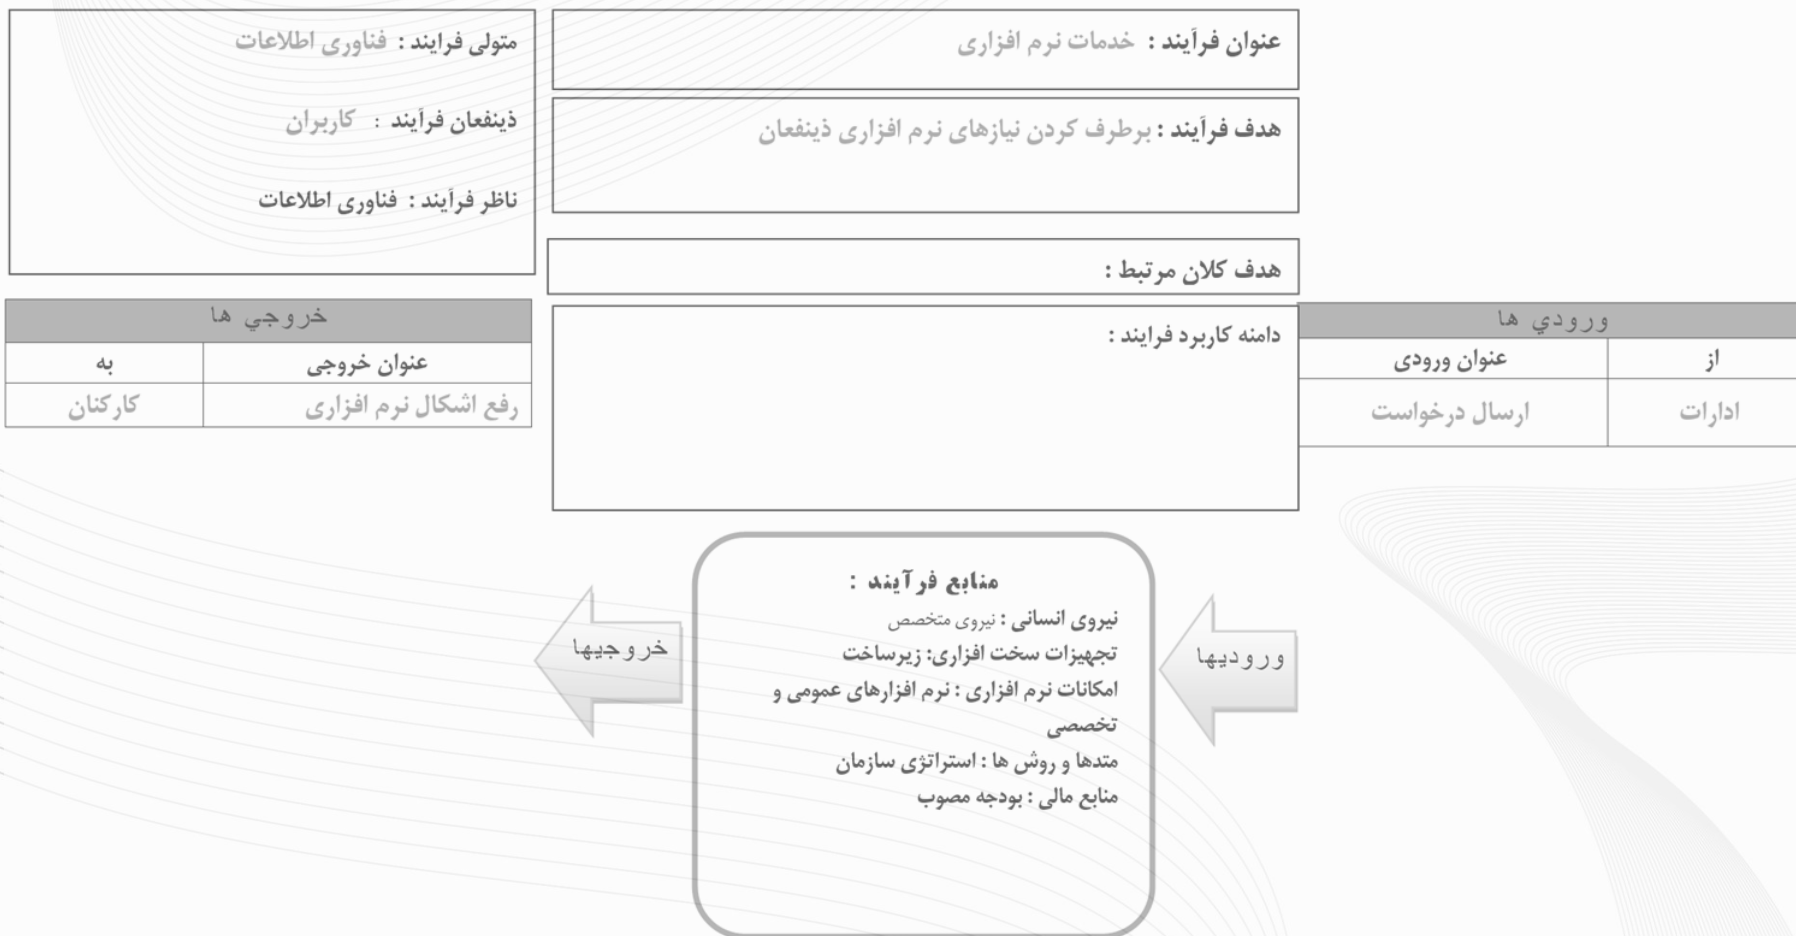 عنوان فرآیند : خدمات نرم افزاری
هدف فرآیند : برطرف کردن نیازهای نرم افزاری ذینفعان
هدف کلان مرتبط :
دامنه کاربرد فرایند :
متولی فرایند : فناوری اطلاعات
ذینفعان فرآیند : کاربران
ناظر فرآیند : فناوری اطلاعات
ورودي ها
از عنوان ورودی
ادارات ارسال درخواست
خروجي ها
عنوان خروجی به
رفع اشکال نرم افزاری کارکنان
ورودیها
منابع فرآیند :
نیروی انسانی : نیروی متخصص
تجهیزات سخت افزاری: زیرساخت
امکانات نرم افزاری : نرم افزارهای عمومی و
تخصصی
متدها و روش ها : استراتژی سازمان
منابع مالی : بودجه مصوب
خروجیها